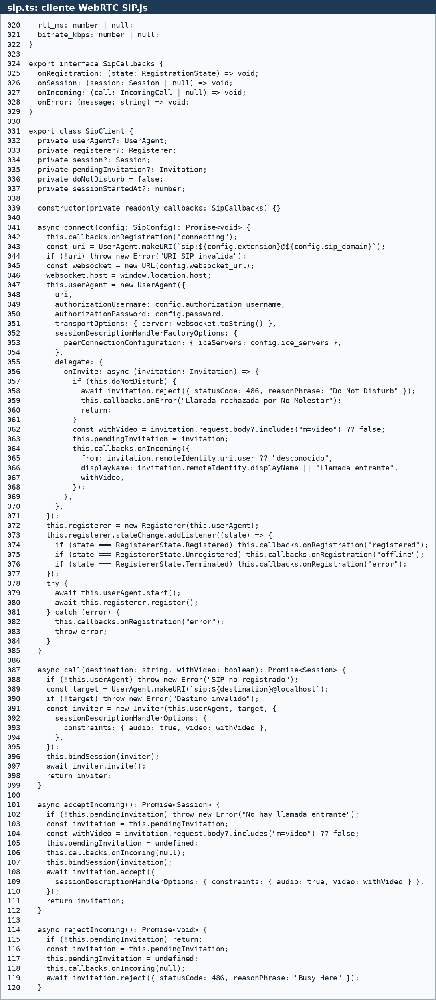 sip.ts: cliente WebRTC SIP.js
020    rtt_ms: number | null;
021    bitrate_kbps: number | null;
022  }
023
024  export interface SipCallbacks {
025    onRegistration: (state: RegistrationState) => void;
026    onSession: (session: Session | null) => void;
027    onIncoming: (call: IncomingCall | null) => void;
028    onError: (message: string) => void;
029  }
030
031  export class SipClient {
032    private userAgent?: UserAgent;
033    private registerer?: Registerer;
034    private session?: Session;
035    private pendingInvitation?: Invitation;
036    private doNotDisturb = false;
037    private sessionStartedAt?: number;
038
039    constructor(private readonly callbacks: SipCallbacks) {}
040
041    async connect(config: SipConfig): Promise<void> {
042      this.callbacks.onRegistration("connecting");
043      const uri = UserAgent.makeURI(`sip:${config.extension}@${config.sip_domain}`);
044      if (!uri) throw new Error("URI SIP invalida");
045      const websocket = new URL(config.websocket_url);
046      websocket.host = window.location.host;
047      this.userAgent = new UserAgent({
048        uri,
049        authorizationUsername: config.authorization_username,
050        authorizationPassword: config.password,
051        transportOptions: { server: websocket.toString() },
052        sessionDescriptionHandlerFactoryOptions: {
053          peerConnectionConfiguration: { iceServers: config.ice_servers },
054        },
055        delegate: {
056          onInvite: async (invitation: Invitation) => {
057            if (this.doNotDisturb) {
058              await invitation.reject({ statusCode: 486, reasonPhrase: "Do Not Disturb" });
059              this.callbacks.onError("Llamada rechazada por No Molestar");
060              return;
061            }
062            const withVideo = invitation.request.body?.includes("m=video") ?? false;
063            this.pendingInvitation = invitation;
064            this.callbacks.onIncoming({
065              from: invitation.remoteIdentity.uri.user ?? "desconocido",
066              displayName: invitation.remoteIdentity.displayName || "Llamada entrante",
067              withVideo,
068            });
069          },
070        },
071      });
072      this.registerer = new Registerer(this.userAgent);
073      this.registerer.stateChange.addListener((state) => {
074        if (state === RegistererState.Registered) this.callbacks.onRegistration("registered");
075        if (state === RegistererState.Unregistered) this.callbacks.onRegistration("offline");
076        if (state === RegistererState.Terminated) this.callbacks.onRegistration("error");
077      });
078      try {
079        await this.userAgent.start();
080        await this.registerer.register();
081      } catch (error) {
082        this.callbacks.onRegistration("error");
083        throw error;
084      }
085    }
086
087    async call(destination: string, withVideo: boolean): Promise<Session> {
088      if (!this.userAgent) throw new Error("SIP no registrado");
089      const target = UserAgent.makeURI(`sip:${destination}@localhost`);
090      if (!target) throw new Error("Destino invalido");
091      const inviter = new Inviter(this.userAgent, target, {
092        sessionDescriptionHandlerOptions: {
093          constraints: { audio: true, video: withVideo },
094        },
095      });
096      this.bindSession(inviter);
097      await inviter.invite();
098      return inviter;
099    }
100
101    async acceptIncoming(): Promise<Session> {
102      if (!this.pendingInvitation) throw new Error("No hay llamada entrante");
103      const invitation = this.pendingInvitation;
104      const withVideo = invitation.request.body?.includes("m=video") ?? false;
105      this.pendingInvitation = undefined;
106      this.callbacks.onIncoming(null);
107      this.bindSession(invitation);
108      await invitation.accept({
109        sessionDescriptionHandlerOptions: { constraints: { audio: true, video: withVideo } },
110      });
111      return invitation;
112    }
113
114    async rejectIncoming(): Promise<void> {
115      if (!this.pendingInvitation) return;
116      const invitation = this.pendingInvitation;
117      this.pendingInvitation = undefined;
118      this.callbacks.onIncoming(null);
119      await invitation.reject({ statusCode: 486, reasonPhrase: "Busy Here" });
120    }